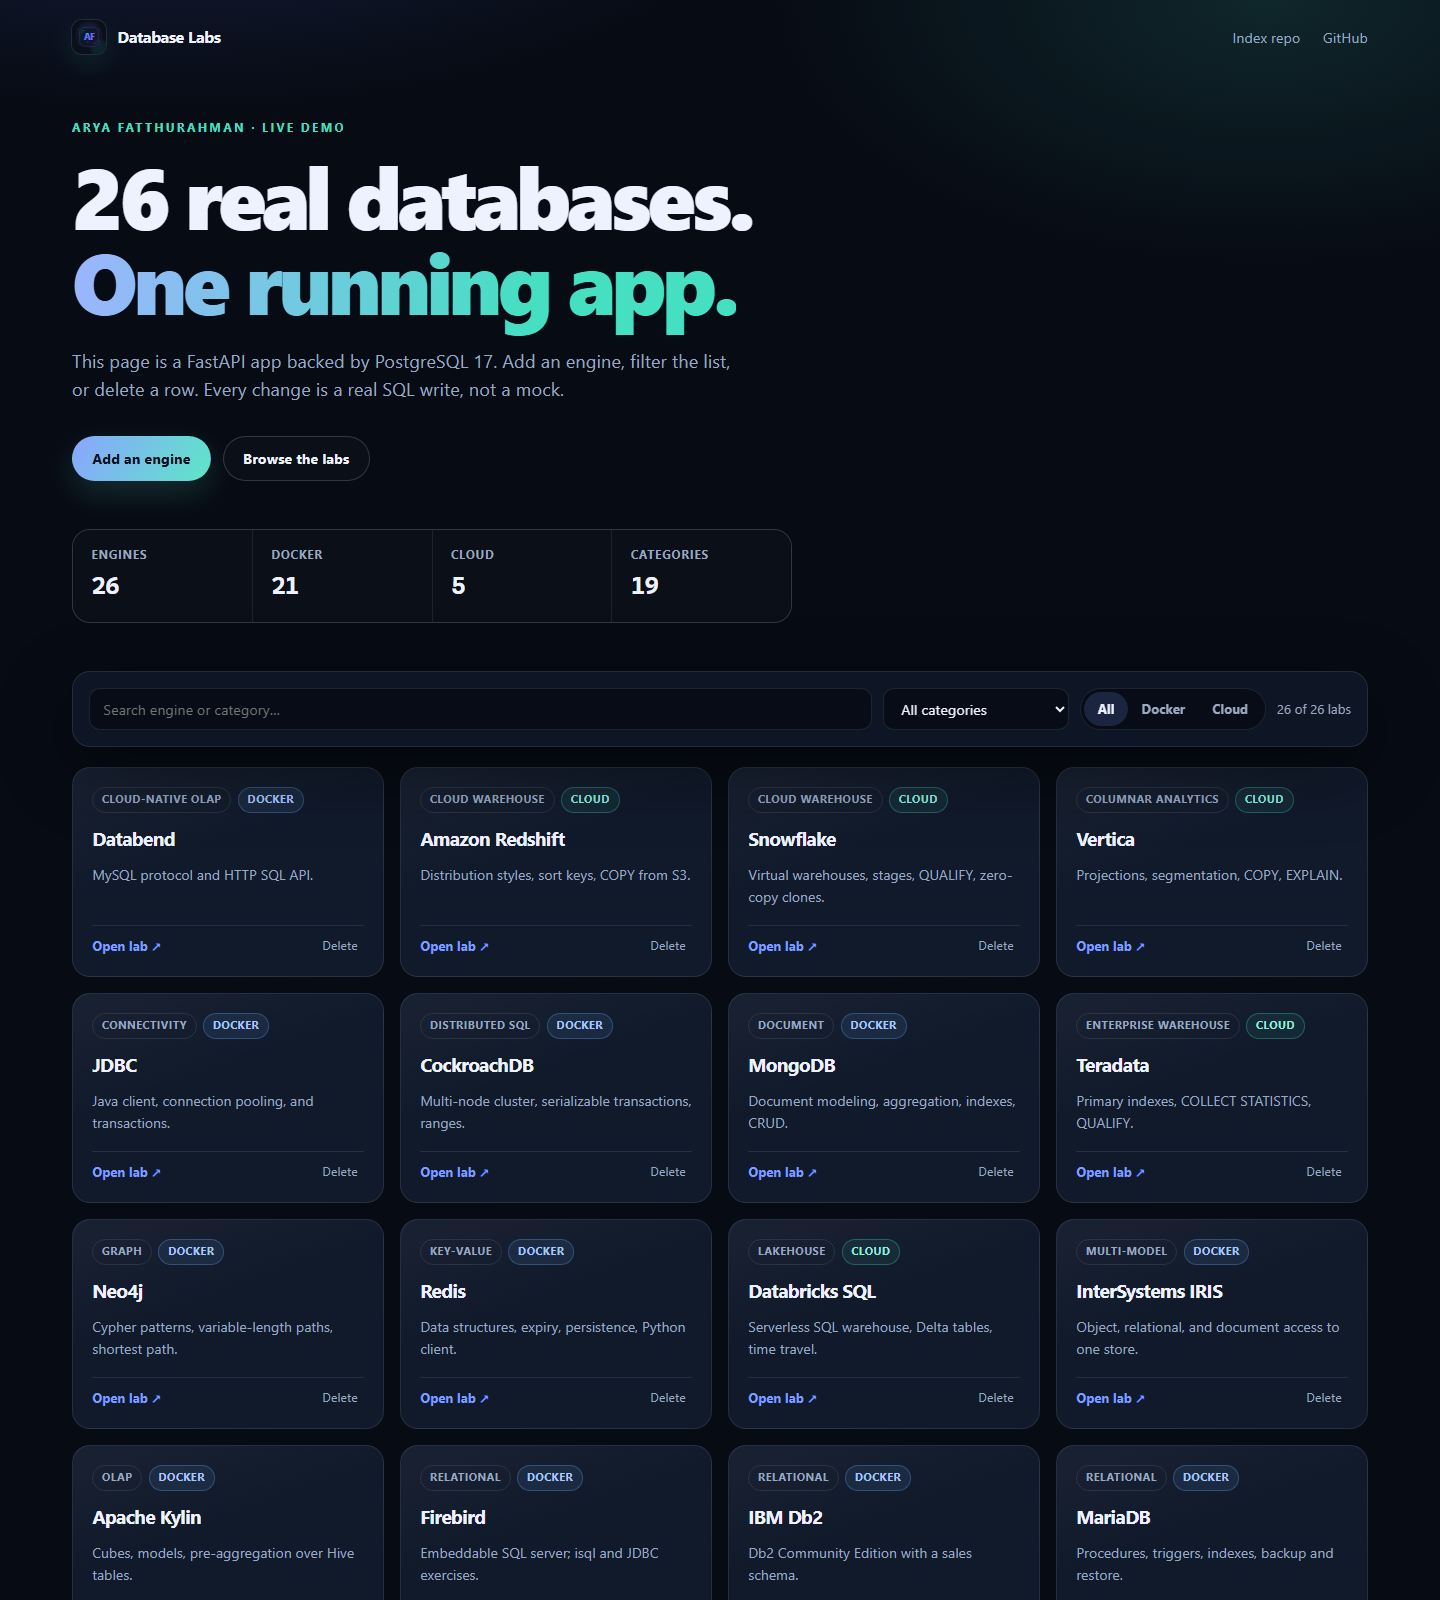 AF
Database Labs
Index repo
GitHub
ARYA FATTHURAHMAN · LIVE DEMO
26 real databases.
One running app.
This page is a FastAPI app backed by PostgreSQL 17. Add an engine, filter the list,
or delete a row. Every change is a real SQL write, not a mock.
Add an engine
Browse the labs
ENGINES
26
DOCKER
21
CLOUD
5
CATEGORIES
19
Search engine or category...
All categories
All
Docker
Cloud
26 of 26 labs
CLOUD-NATIVE OLAP
DOCKER
Databend
MySQL protocol and HTTP SQL API.
Open lab ↗
Delete
CLOUD WAREHOUSE
CLOUD
Amazon Redshift
Distribution styles, sort keys, COPY from S3.
Open lab ↗
Delete
CLOUD WAREHOUSE
CLOUD
Snowflake
Virtual warehouses, stages, QUALIFY, zero-
copy clones.
Open lab ↗
Delete
COLUMNAR ANALYTICS
CLOUD
Vertica
Projections, segmentation, COPY, EXPLAIN.
Open lab ↗
Delete
CONNECTIVITY
DOCKER
JDBC
Java client, connection pooling, and
transactions.
Open lab ↗
Delete
DISTRIBUTED SQL
DOCKER
CockroachDB
Multi-node cluster, serializable transactions,
ranges.
Open lab ↗
Delete
DOCUMENT
DOCKER
MongoDB
Document modeling, aggregation, indexes,
CRUD.
Open lab ↗
Delete
ENTERPRISE WAREHOUSE
CLOUD
Teradata
Primary indexes, COLLECT STATISTICS,
QUALIFY.
Open lab ↗
Delete
GRAPH
DOCKER
Neo4j
Cypher patterns, variable-length paths,
shortest path.
Open lab ↗
Delete
KEY-VALUE
DOCKER
Redis
Data structures, expiry, persistence, Python
client.
Open lab ↗
Delete
LAKEHOUSE
CLOUD
Databricks SQL
Serverless SQL warehouse, Delta tables,
time travel.
Open lab ↗
Delete
MULTI-MODEL
DOCKER
InterSystems IRIS
Object, relational, and document access to
one store.
Open lab ↗
Delete
OLAP
DOCKER
Apache Kylin
Cubes, models, pre-aggregation over Hive
tables.
RELATIONAL
DOCKER
Firebird
Embeddable SQL server; isql and JDBC
exercises.
RELATIONAL
DOCKER
IBM Db2
Db2 Community Edition with a sales
schema.
RELATIONAL
DOCKER
MariaDB
Procedures, triggers, indexes, backup and
restore.